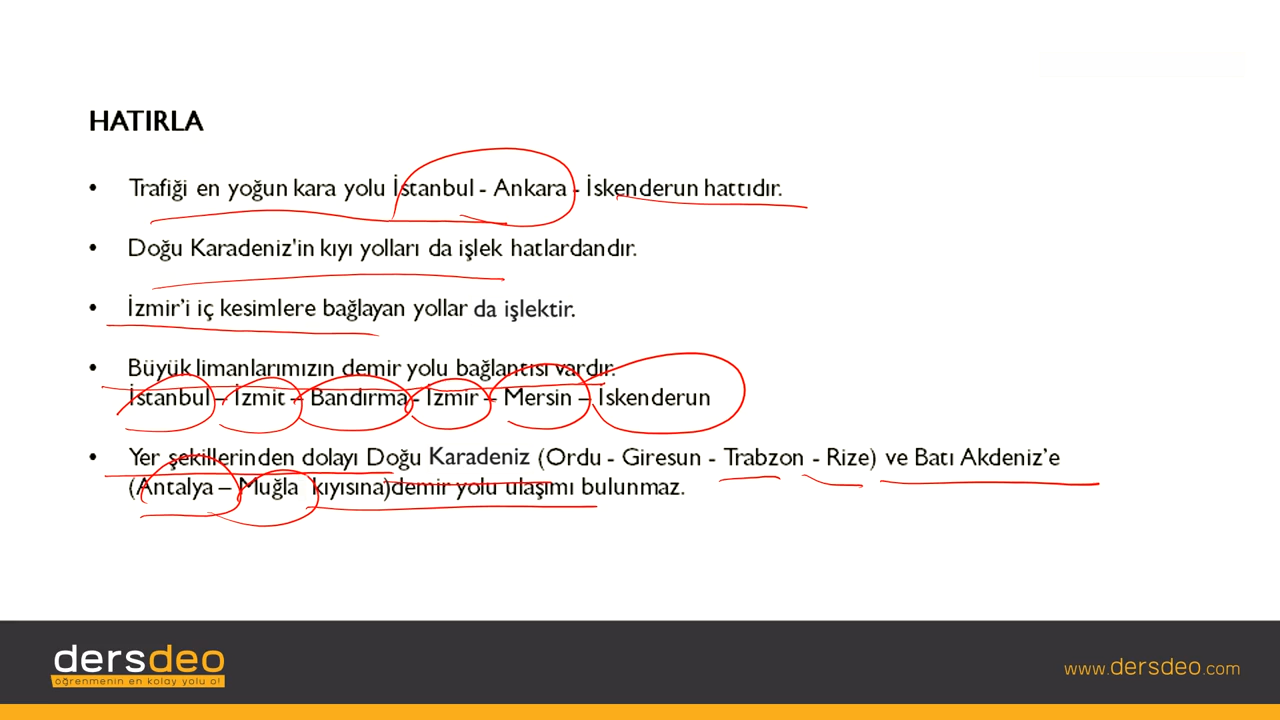 HATIRLA
• Trafiği en yoğun kara yolu İstanbul - Ankara - İskenderun hattıdır.
• Doğu Karadeniz'in kıyı yolları da işlek hatlardandır.
• İzmir'i iç kesimlere bağlayan yollar da işlektir.
• Büyük limanlarımızın demir yolu bağlantısı vardır.
İstanbul – İzmit – Bandırma - İzmir – Mersin – İskenderun
• Yer şekillerinden dolayı Doğu Karadeniz (Ordu - Giresun - Trabzon - Rize) ve Batı Akdeniz'e
(Antalya – Muğla kıyısına)demir yolu ulaşımı bulunmaz.
dersdeo
öğrenmenin en kolay yolu o!
www.dersdeo.com